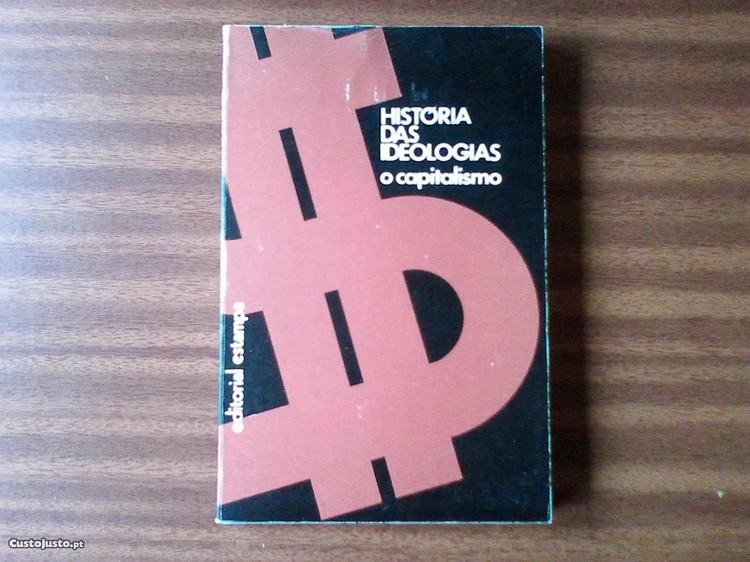 HISTÓRIA
DAS
IDEOLOGIAS
o capitalismo
editorial estampa
CustoJusto.pt